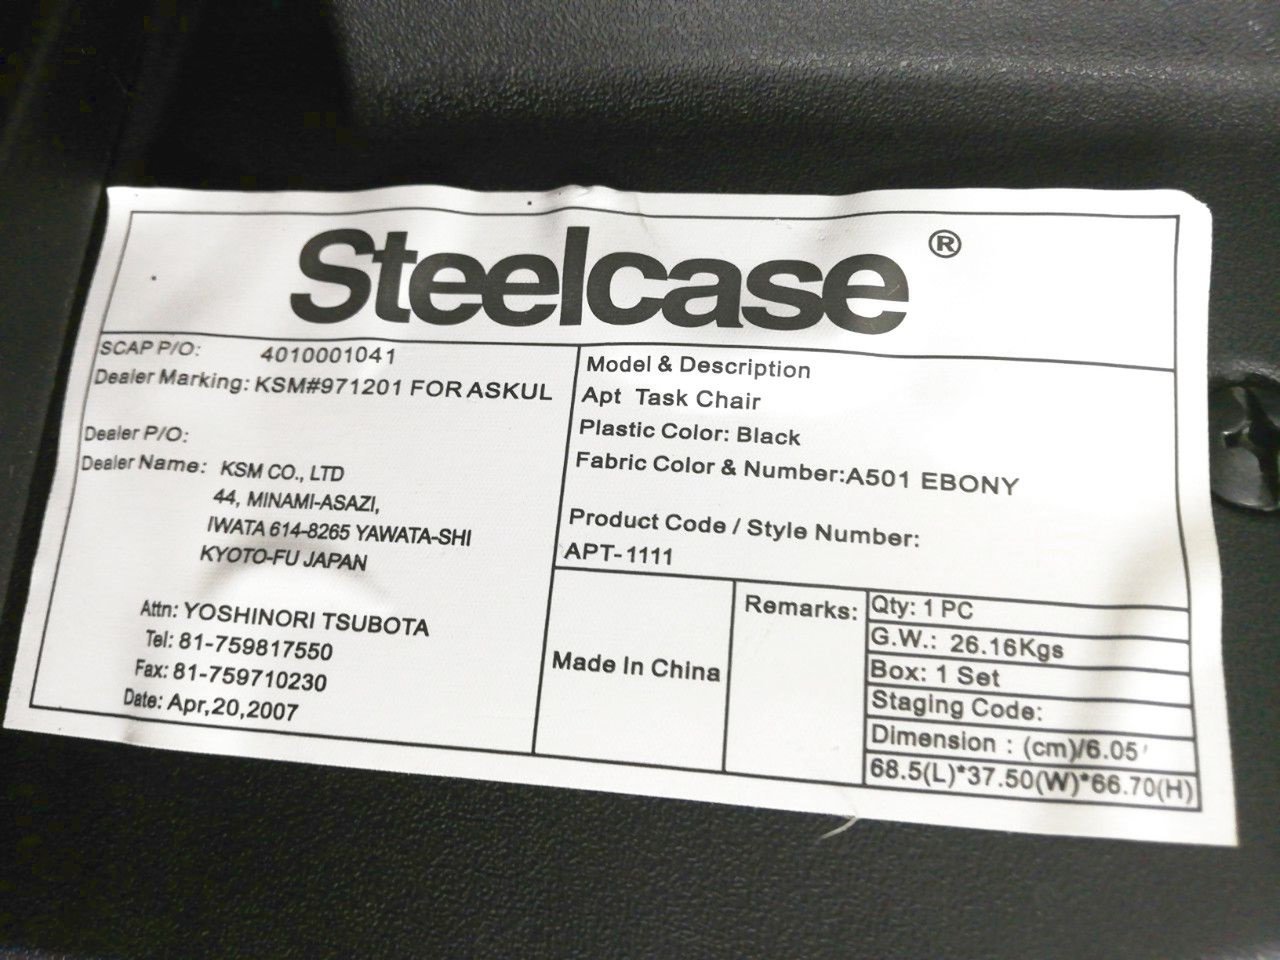 Steelcase ®
SCAP P/O: 4010001041
Dealer Marking: KSM#971201 FOR ASKUL
Dealer P/O:
Dealer Name: KSM CO., LTD
44, MINAMI-ASAZI,
IWATA 614-8265 YAWATA-SHI
KYOTO-FU JAPAN
Attn: YOSHINORI TSUBOTA
Tel: 81-759817550
Fax: 81-759710230
Date: Apr,20,2007
Model & Description
Apt Task Chair
Plastic Color: Black
Fabric Color & Number:A501 EBONY
Product Code / Style Number:
APT-1111
Made In China
Remarks:
Qty: 1 PC
G.W.: 26.16Kgs
Box: 1 Set
Staging Code:
Dimension : (cm)/6.05'
68.5(L)*37.50(W)*66.70(H)